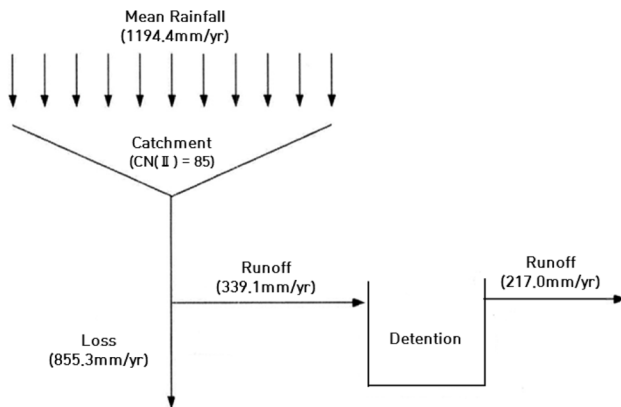 Mean Rainfall
(1194.4mm/yr)
Catchment
(CN(Ⅱ) = 85)
Runoff
(339.1mm/yr)
Runoff
(217.0mm/yr)
Loss
(855.3mm/yr)
Detention